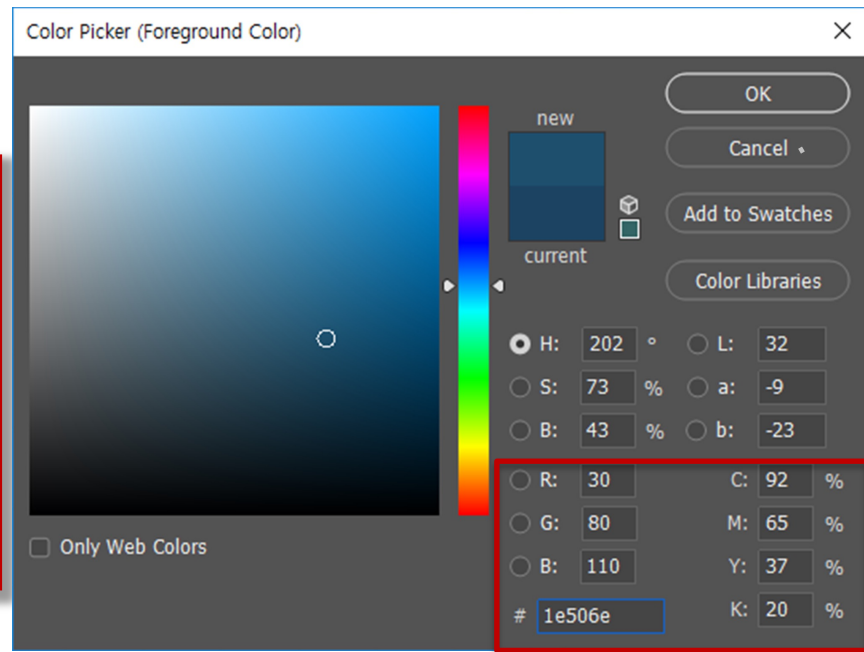 Color Picker (Foreground Color)
new
current
OK
Cancel
Add to Swatches
Color Libraries
H: 202 ° L: 32
S: 73 % a: -9
B: 43 % b: -23
R: 30 C: 92 %
G: 80 M: 65 %
B: 110 Y: 37 %
# 1e506e K: 20 %
Only Web Colors